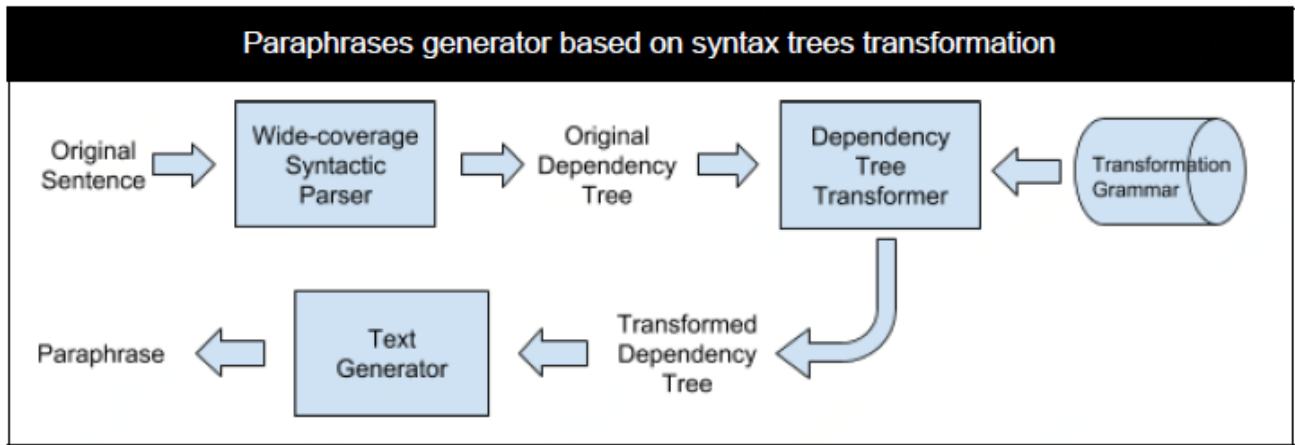 Paraphrases generator based on syntax trees transformation
Original
Sentence
Wide-coverage
Syntactic
Parser
Original
Dependency
Tree
Dependency
Tree
Transformer
Transformation
Grammar
Paraphrase
Text
Generator
Transformed
Dependency
Tree